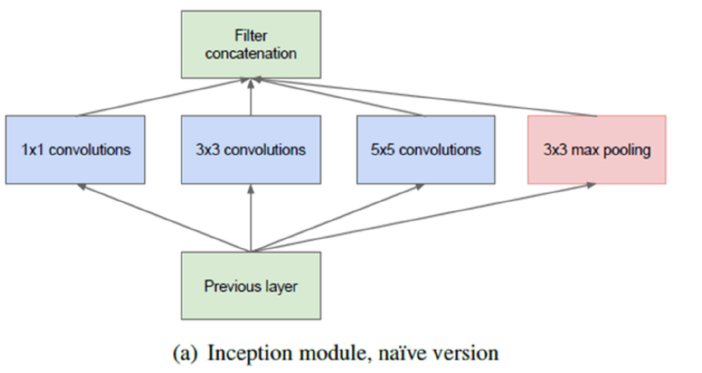 Filter
concatenation
1x1 convolutions
3x3 convolutions
5x5 convolutions
3x3 max pooling
Previous layer
(a) Inception module, naïve version